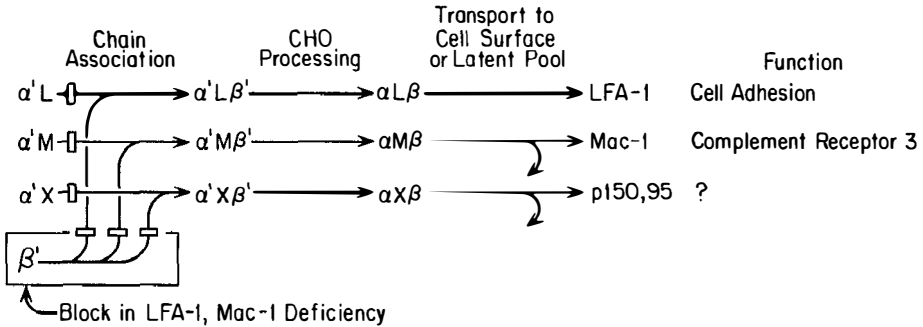 Chain
Association
CHO
Processing
Transport to
Cell Surface
or Latent Pool
Function
α'L α'Lβ' αLβ LFA-1 Cell Adhesion
α'M α'Mβ' αMβ Mac-1 Complement Receptor 3
α'X α'Xβ' αXβ p150,95 ?
β'
Block in LFA-1, Mac-1 Deficiency